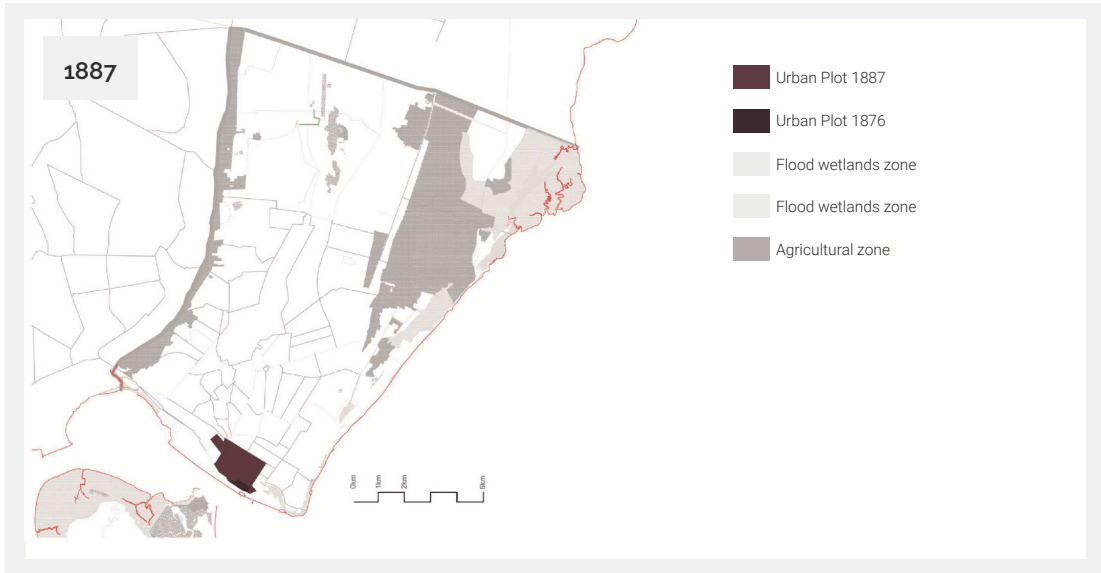 1887
Urban Plot 1887
Urban Plot 1876
Flood wetlands zone
Flood wetlands zone
Agricultural zone
0km 1km 2km 5km